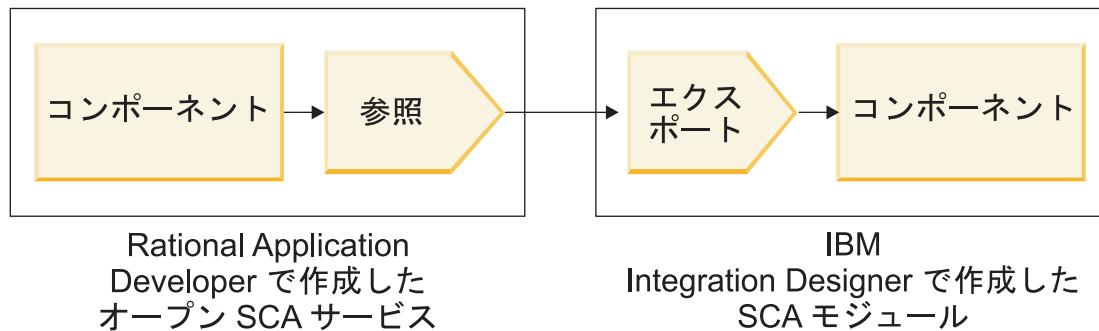 コンポーネント
参照
エクス
ポート
コンポーネント
Rational Application
Developer で作成した
オープン SCA サービス
IBM
Integration Designer で作成した
SCA モジュール